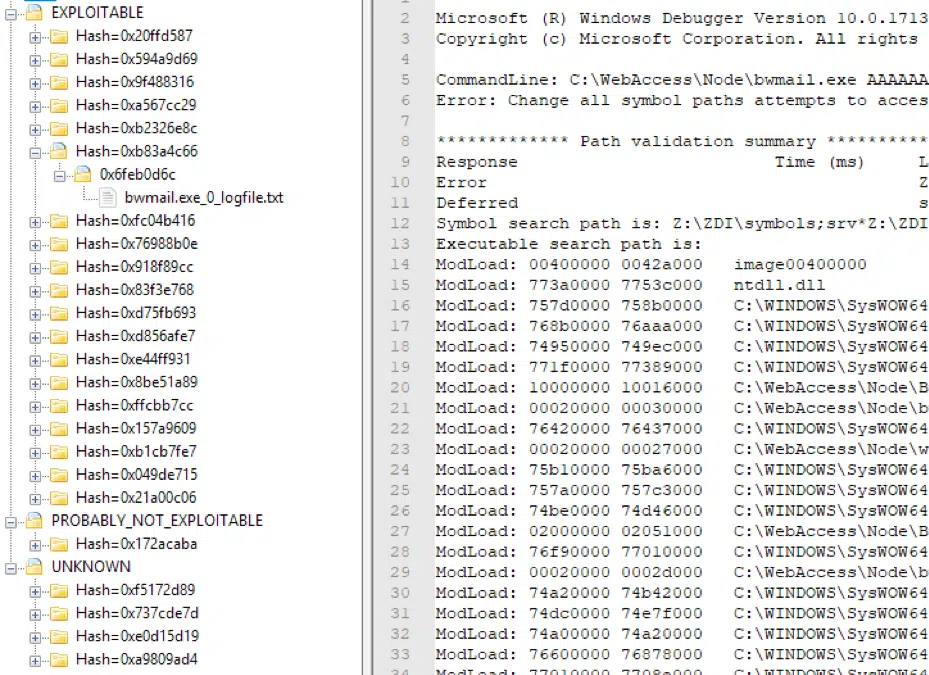 EXPLOITABLE
Hash=0x20ffd587
Hash=0x594a9d69
Hash=0x9f488316
Hash=0xa567cc29
Hash=0xb2326e8c
Hash=0xb83a4c66
0x6feb0d6c
bwmail.exe_0_logfile.txt
Hash=0xfc04b416
Hash=0x76988b0e
Hash=0x918f89cc
Hash=0x83f3e768
Hash=0xd75fb693
Hash=0xd856afe7
Hash=0xe44ff931
Hash=0x8be51a89
Hash=0xffcbb7cc
Hash=0x157a9609
Hash=0xb1cb7fe7
Hash=0x049de715
Hash=0x21a00c06
PROBABLY_NOT_EXPLOITABLE
Hash=0x172acaba
UNKNOWN
Hash=0xf5172d89
Hash=0x737cde7d
Hash=0xe0d15d19
Hash=0xa9809ad4
2 Microsoft (R) Windows Debugger Version 10.0.1713
3 Copyright (c) Microsoft Corporation. All rights
4
5 CommandLine: C:\WebAccess\Node\bwmail.exe AAAAAA
6 Error: Change all symbol paths attempts to acces
7
8 ************* Path validation summary **********
9 Response Time (ms) L
10 Error Z
11 Deferred s
12 Symbol search path is: Z:\ZDI\symbols;srv*Z:\ZDI
13 Executable search path is:
14 ModLoad: 00400000 0042a000 image00400000
15 ModLoad: 773a0000 7753c000 ntdll.dll
16 ModLoad: 757d0000 758b0000 C:\WINDOWS\SysWOW64
17 ModLoad: 768b0000 76aaa000 C:\WINDOWS\SysWOW64
18 ModLoad: 74950000 749ec000 C:\WINDOWS\SysWOW64
19 ModLoad: 771f0000 77389000 C:\WINDOWS\SysWOW64
20 ModLoad: 10000000 10016000 C:\WebAccess\Node\B
21 ModLoad: 00020000 00030000 C:\WebAccess\Node\b
22 ModLoad: 76420000 76437000 C:\WINDOWS\SysWOW64
23 ModLoad: 00020000 00027000 C:\WebAccess\Node\w
24 ModLoad: 75b10000 75ba6000 C:\WINDOWS\SysWOW64
25 ModLoad: 757a0000 757c3000 C:\WINDOWS\SysWOW64
26 ModLoad: 74be0000 74d46000 C:\WINDOWS\SysWOW64
27 ModLoad: 02000000 02051000 C:\WebAccess\Node\B
28 ModLoad: 76f90000 77010000 C:\WINDOWS\SysWOW64
29 ModLoad: 00020000 0002d000 C:\WebAccess\Node\b
30 ModLoad: 74a20000 74b42000 C:\WINDOWS\SysWOW64
31 ModLoad: 74dc0000 74e7f000 C:\WINDOWS\SysWOW64
32 ModLoad: 74a00000 74a20000 C:\WINDOWS\SysWOW64
33 ModLoad: 76600000 76878000 C:\WINDOWS\SysWOW64